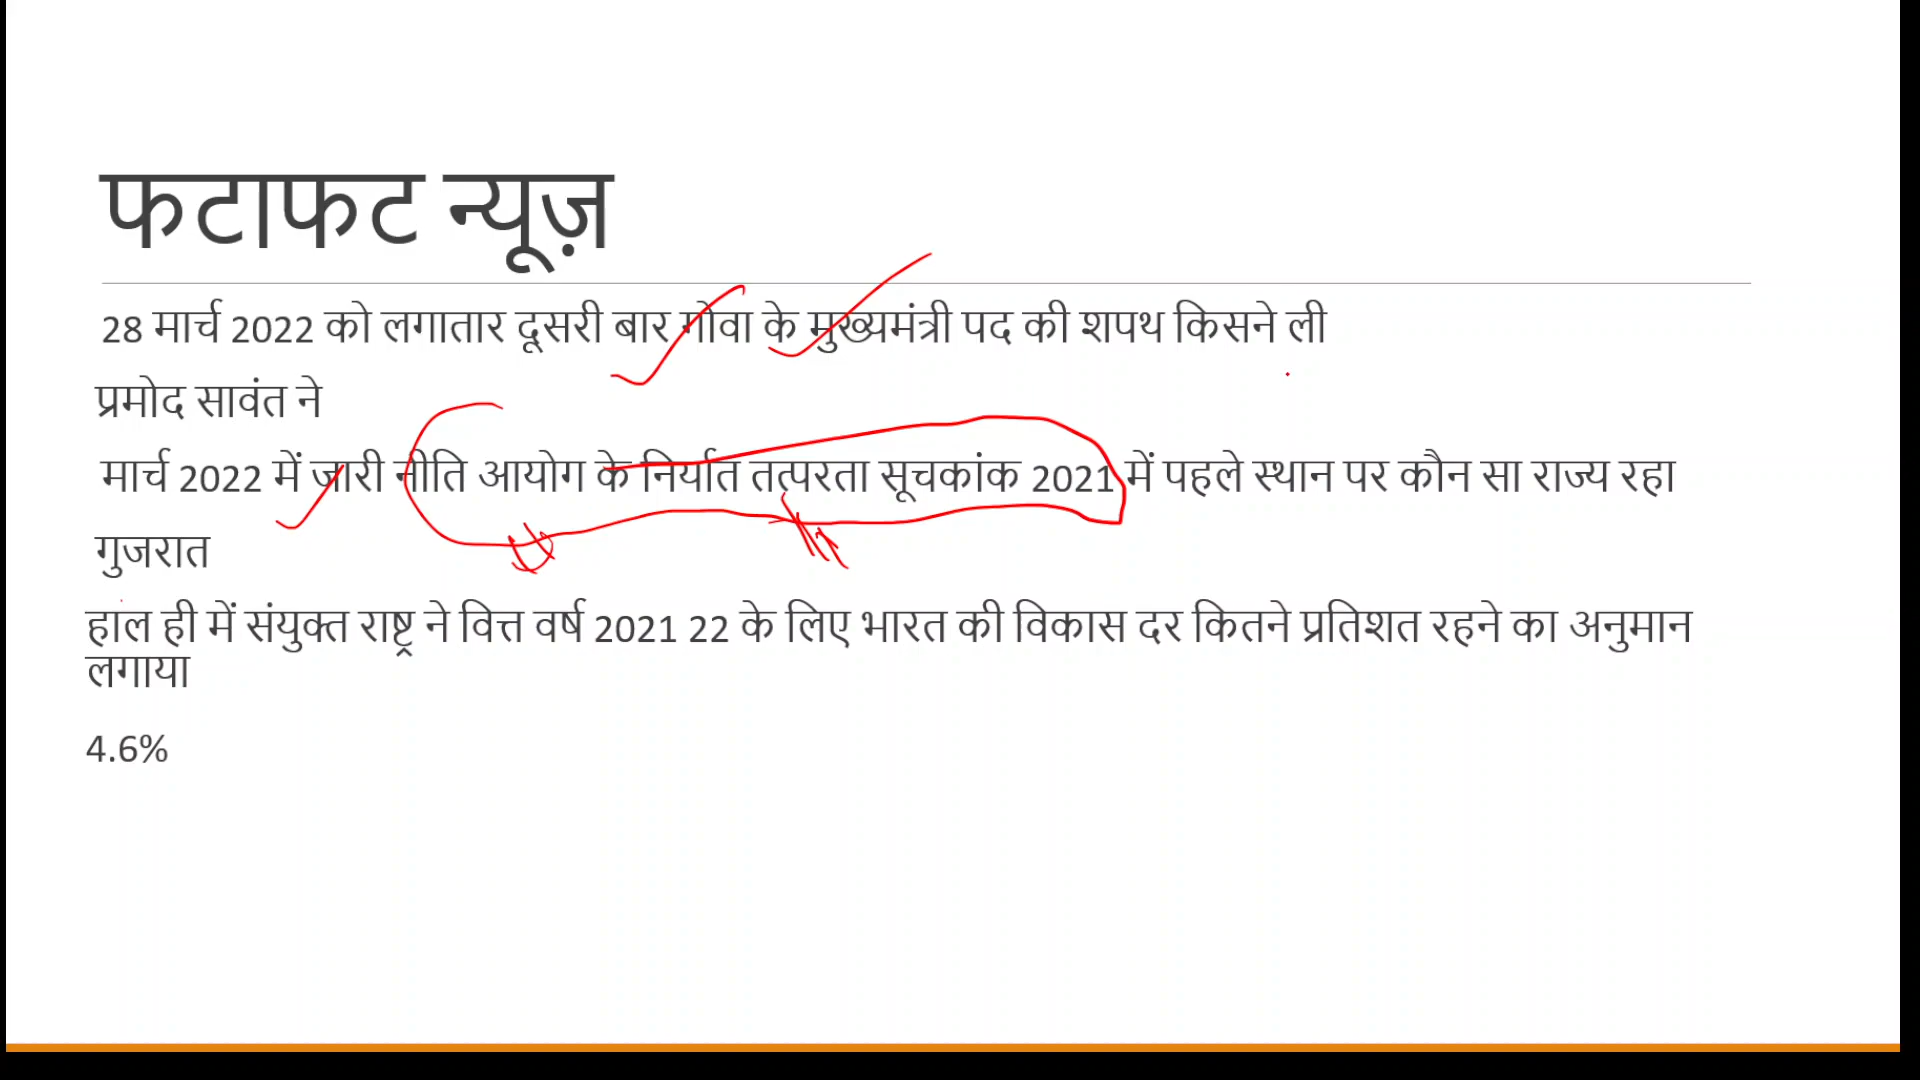 फटाफट न्यूज़
28 मार्च 2022 को लगातार दूसरी बार गोवा के मुख्यमंत्री पद की शपथ किसने ली
प्रमोद सावंत ने
मार्च 2022 में जारी नीति आयोग के निर्यात तत्परता सूचकांक 2021 में पहले स्थान पर कौन सा राज्य रहा
गुजरात
हाल ही में संयुक्त राष्ट्र ने वित्त वर्ष 2021 22 के लिए भारत की विकास दर कितने प्रतिशत रहने का अनुमान
लगाया
4.6%